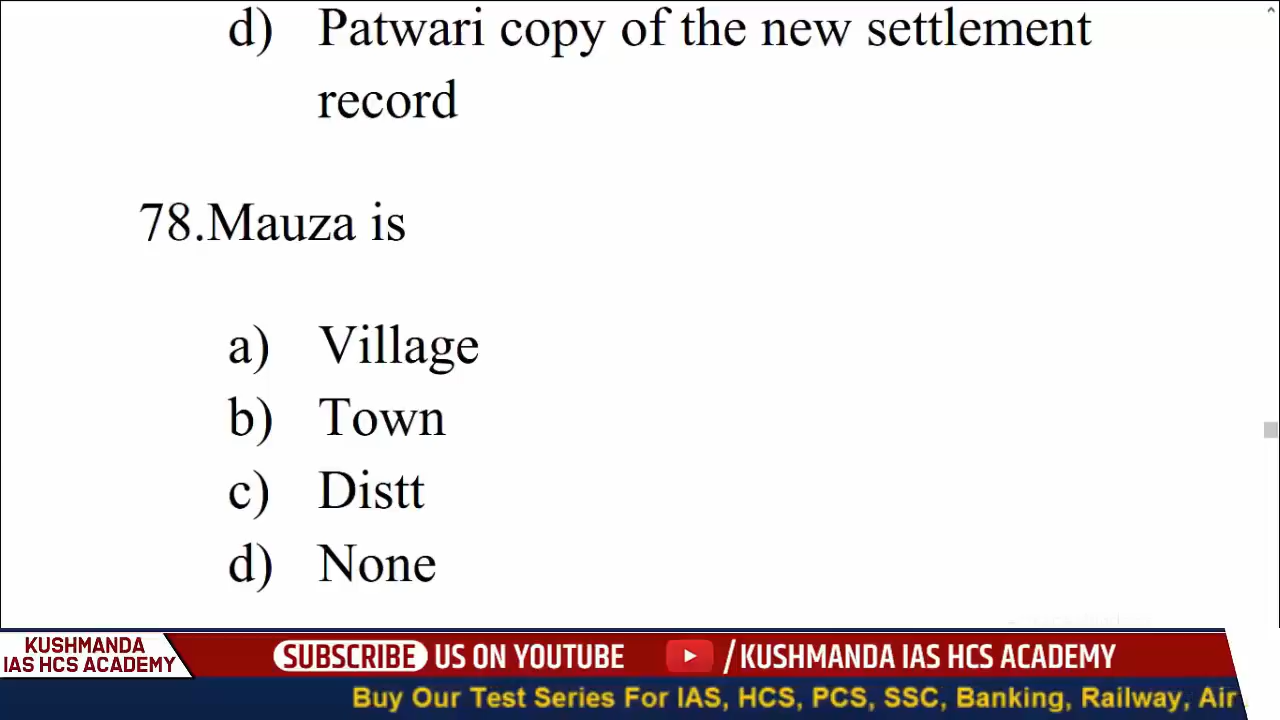 d) Patwari copy of the new settlement
record
78.Mauza is
a) Village
b) Town
c) Distt
d) None
KUSHMANDA
IAS HCS ACADEMY
SUBSCRIBE US ON YOUTUBE /KUSHMANDA IAS HCS ACADEMY
Buy Our Test Series For IAS, HCS, PCS, SSC, Banking, Railway, Air